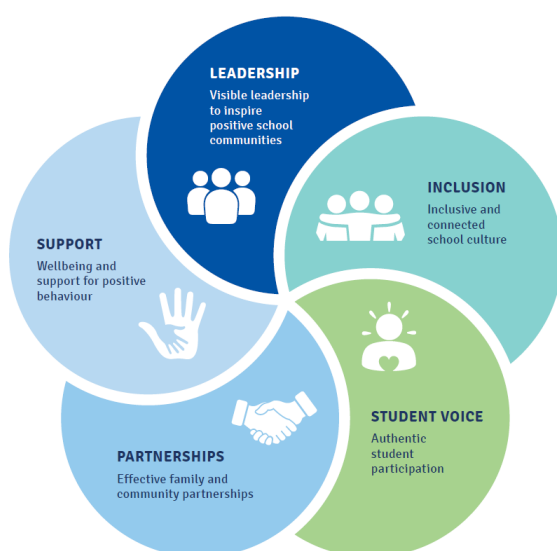 LEADERSHIP
Visible leadership
to inspire
positive school
communities
INCLUSION
Inclusive and
connected
school culture
STUDENT VOICE
Authentic
student
participation
PARTNERSHIPS
Effective family and
community partnerships
SUPPORT
Wellbeing and
support for positive
behaviour